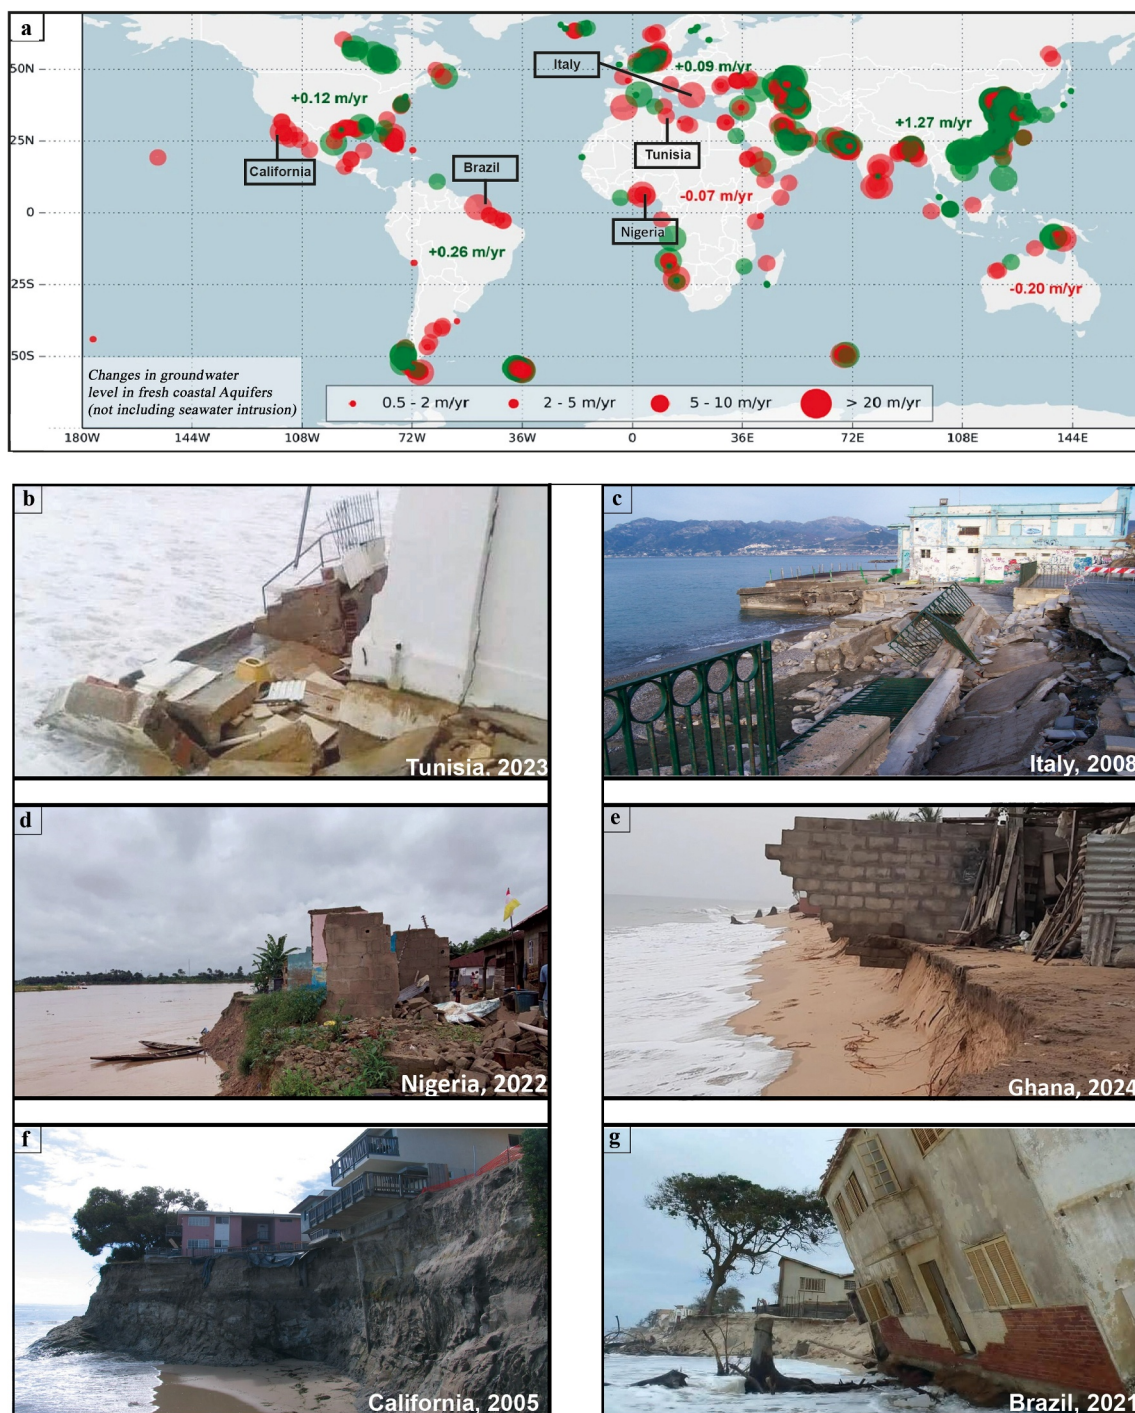 a
50N
25N
0
25S
50S
+0.12 m/yr
Italy
+0.09 m/yr
+1.27 m/yr
California
Brazil
Tunisia
-0.07 m/yr
Nigeria
+0.26 m/yr
-0.20 m/yr
Changes in groundwater
level in fresh coastal Aquifers
(not including seawater intrusion)
0.5 - 2 m/yr
2 - 5 m/yr
5 - 10 m/yr
> 20 m/yr
180W 144W 108W 72W 36W 0 36E 72E 108E 144E
b
Tunisia. 2023
c
Italy, 2008
d
Nigeria, 2022
e
Ghana, 2024
f
California, 2005
g
Brazil, 2021